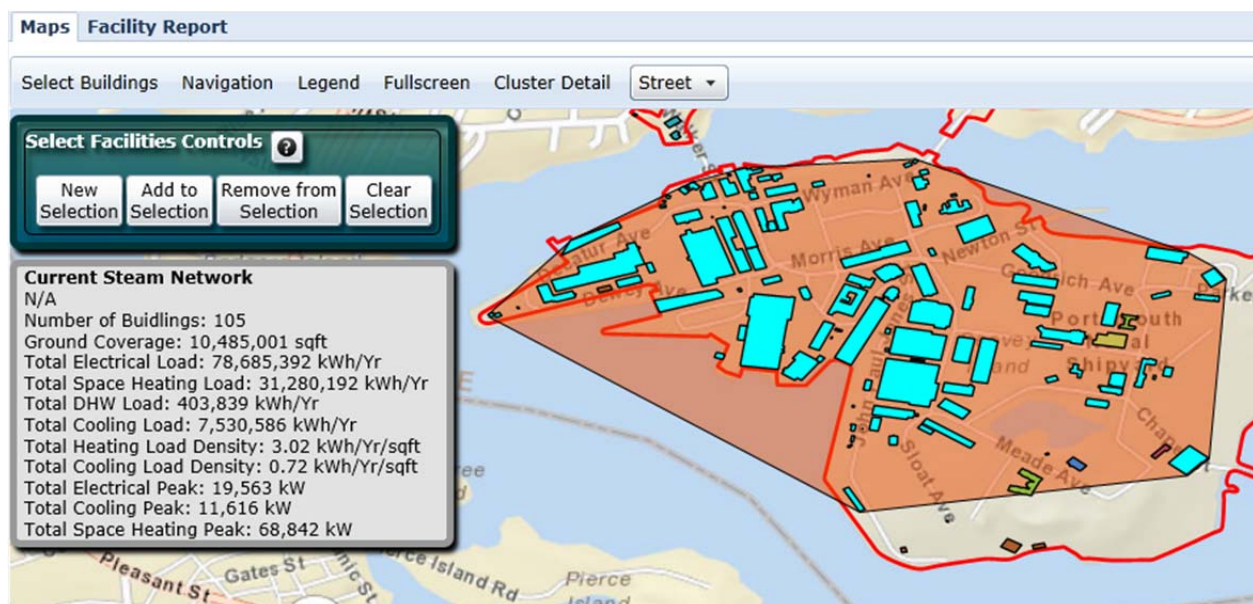 Maps Facility Report
Select Buildings Navigation Legend Fullscreen Cluster Detail Street
Select Facilities Controls ?
New Selection
Add to Selection
Remove from Selection
Clear Selection
Current Steam Network
N/A
Number of Buidlings: 105
Ground Coverage: 10,485,001 sqft
Total Electrical Load: 78,685,392 kWh/Yr
Total Space Heating Load: 31,280,192 kWh/Yr
Total DHW Load: 403,839 kWh/Yr
Total Cooling Load: 7,530,586 kWh/Yr
Total Heating Load Density: 3.02 kWh/Yr/sqft
Total Cooling Load Density: 0.72 kWh/Yr/sqft
Total Electrical Peak: 19,563 kW
Total Cooling Peak: 11,616 kW
Total Space Heating Peak: 68,842 kW
Wyman Ave
Decatur Ave
Morris Ave
Newton St
Dewey Ave
Goodrich Ave
Parke
Shipyard
Island
John Paul
Meade Ave
Sloat Ave
Chap
Pleasant St
Gates St
Pierce Island Rd
Pierce
Island